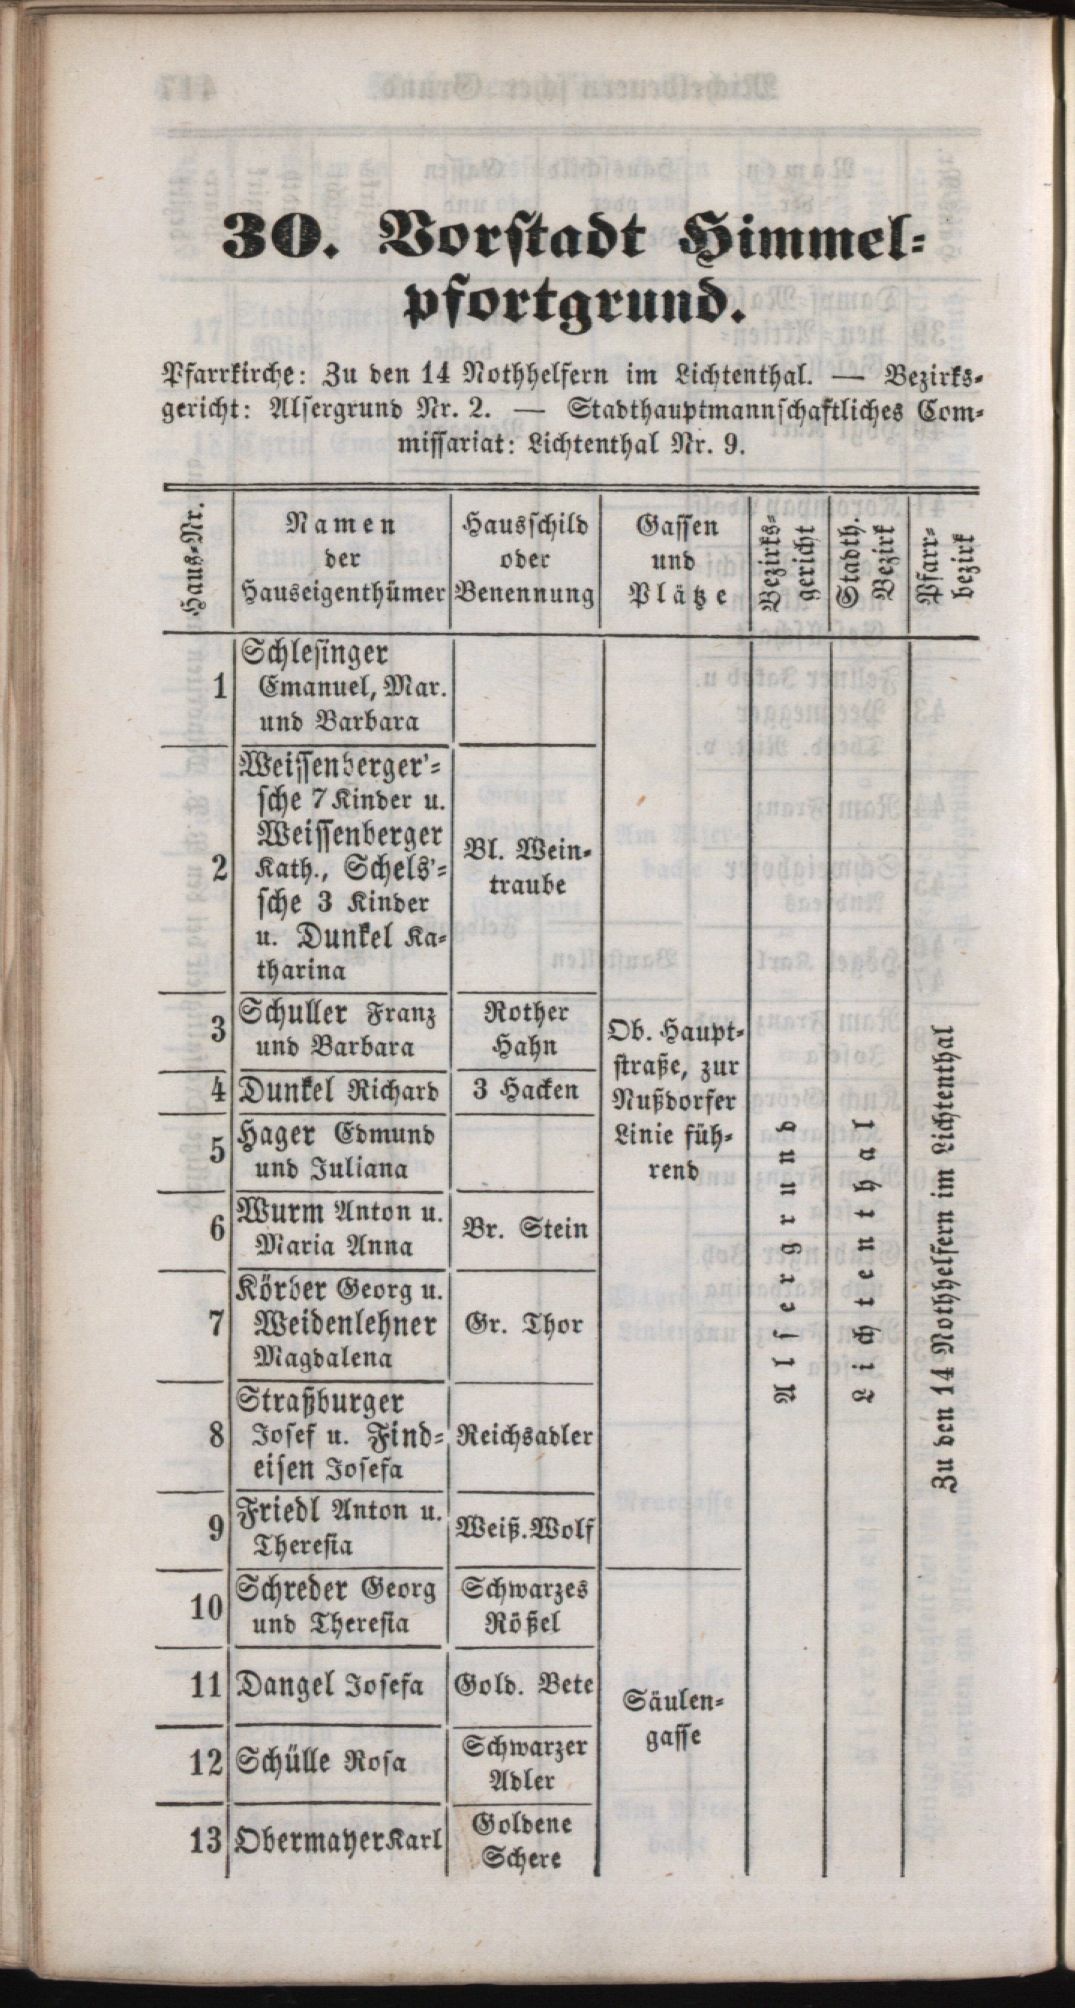 30. Vorstadt Himmel-
pfortgrund.
Pfarrkirche: Zu den 14 Nothhelfern im Lichtenthal. — Bezirks-
gericht: Alsergrund Nr. 2. — Stadthauptmannschaftliches Com-
missariat: Lichtenthal Nr. 9.
Haus-Nr.
Namen
der
Hauseigenthümer
Hausschild
oder
Benennung
Gassen
und
Plätze
Bezirks-
gericht
Stadth.
Bezirk
Pfarr-
bezirk
1
Schlesinger
Emanuel, Mar.
und Barbara
2
Weissenberger'-
sche 7 Kinder u.
Weissenberger
Kath., Schels'-
sche 3 Kinder
u. Dunkel Ka-
tharina
Bl. Wein-
traube
3
Schuller Franz
und Barbara
Rother
Hahn
4
Dunkel Richard
3 Hacken
5
Hager Edmund
und Juliana
6
Wurm Anton u.
Maria Anna
Br. Stein
7
Körber Georg u.
Weidenlehner
Magdalena
Gr. Thor
8
Straßburger
Josef u. Find-
eisen Josefa
Reichsadler
9
Friedl Anton u.
Theresia
Weiß. Wolf
Ob. Haupt-
straße, zur
Nußdorfer
Linie füh-
rend
10
Schreder Georg
und Theresia
Schwarzes
Rößel
11
Dangel Josefa
Gold. Bete
12
Schülle Rosa
Schwarzer
Adler
13
Obermayer Karl
Goldene
Schere
Säulen-
gasse
Alsergrund
Lichtenthal
Zu den 14 Nothhelfern im Lichtenthal